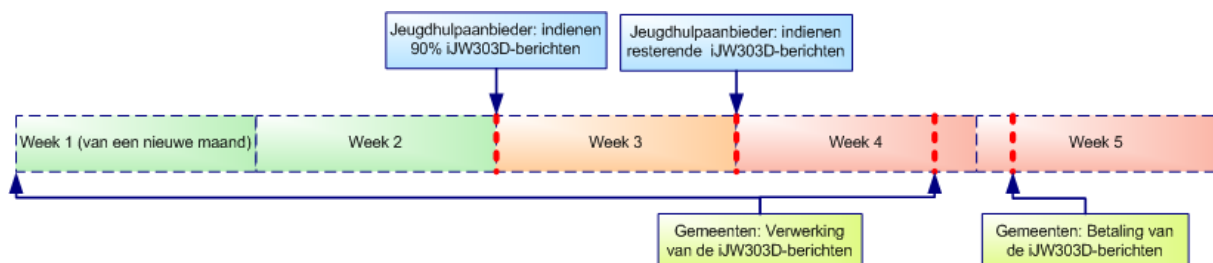 Jeugdhulpaanbieder: indienen
90% iJW303D-berichten
Jeugdhulpaanbieder: indienen
resterende iJW303D-berichten
Week 1 (van een nieuwe maand)
Week 2
Week 3
Week 4
Week 5
Gemeenten: Verwerking
van de iJW303D-berichten
Gemeenten: Betaling van
de iJW303D-berichten